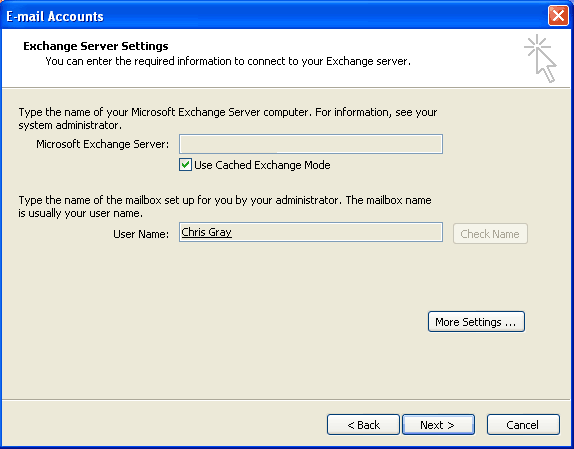 E-mail Accounts
Exchange Server Settings
You can enter the required information to connect to your Exchange server.
Type the name of your Microsoft Exchange Server computer. For information, see your
system administrator.
Microsoft Exchange Server:
Use Cached Exchange Mode
Type the name of the mailbox set up for you by your administrator. The mailbox name
is usually your user name.
User Name: Chris Gray Check Name
More Settings ...
< Back Next > Cancel